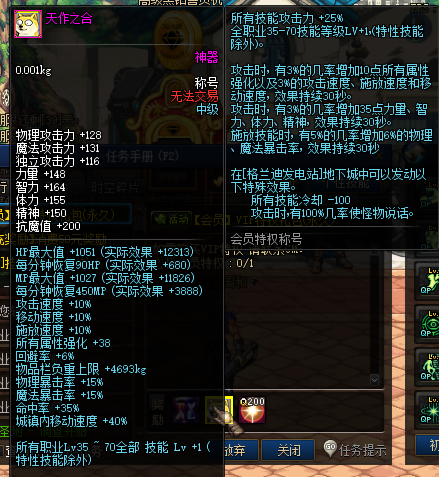 天作之合
神器
0.001kg
称号
无法交易
中级
物理攻击力 +128
魔法攻击力 +131
独立攻击力 +116
力量 +148
智力 +164
体力 +155
精神 +150
抗魔值 +200
HP最大值 +1051 (实际效果 +12313)
每分钟恢复90HP (实际效果 +680)
MP最大值 +1027 (实际效果 +11826)
每分钟恢复450MP (实际效果 +3888)
攻击速度 +10%
移动速度 +10%
施放速度 +10%
所有属性强化 +38
回避率 +6%
物品栏负重上限 +4693kg
物理暴击率 +15%
魔法暴击率 +15%
命中率 +35%
城镇内移动速度 +40%
所有职业Lv35 ~ 70全部 技能 Lv +1 (
特性技能除外)
所有技能攻击力 +25%
全职业35-70技能等级LV+1,(特性技能
除外)。
攻击时,有3%的几率增加10点所有属性
强化以及3%的攻击速度、施放速度和移
动速度,效果持续30秒。
攻击时,有3%的几率增加35点力量、智
力、体力、精神,效果持续30秒。
施放技能时,有5%的几率增加6%的物理
、魔法暴击率,效果持续30秒
在[格兰迪发电站]地下城中可以发动以
下特殊效果。
所有技能冷却 -100
攻击时,有100%几率使怪物说话。
会员特权称号
任务手册 (F2)
: 0/1
Q200
放弃
关闭
任务提示